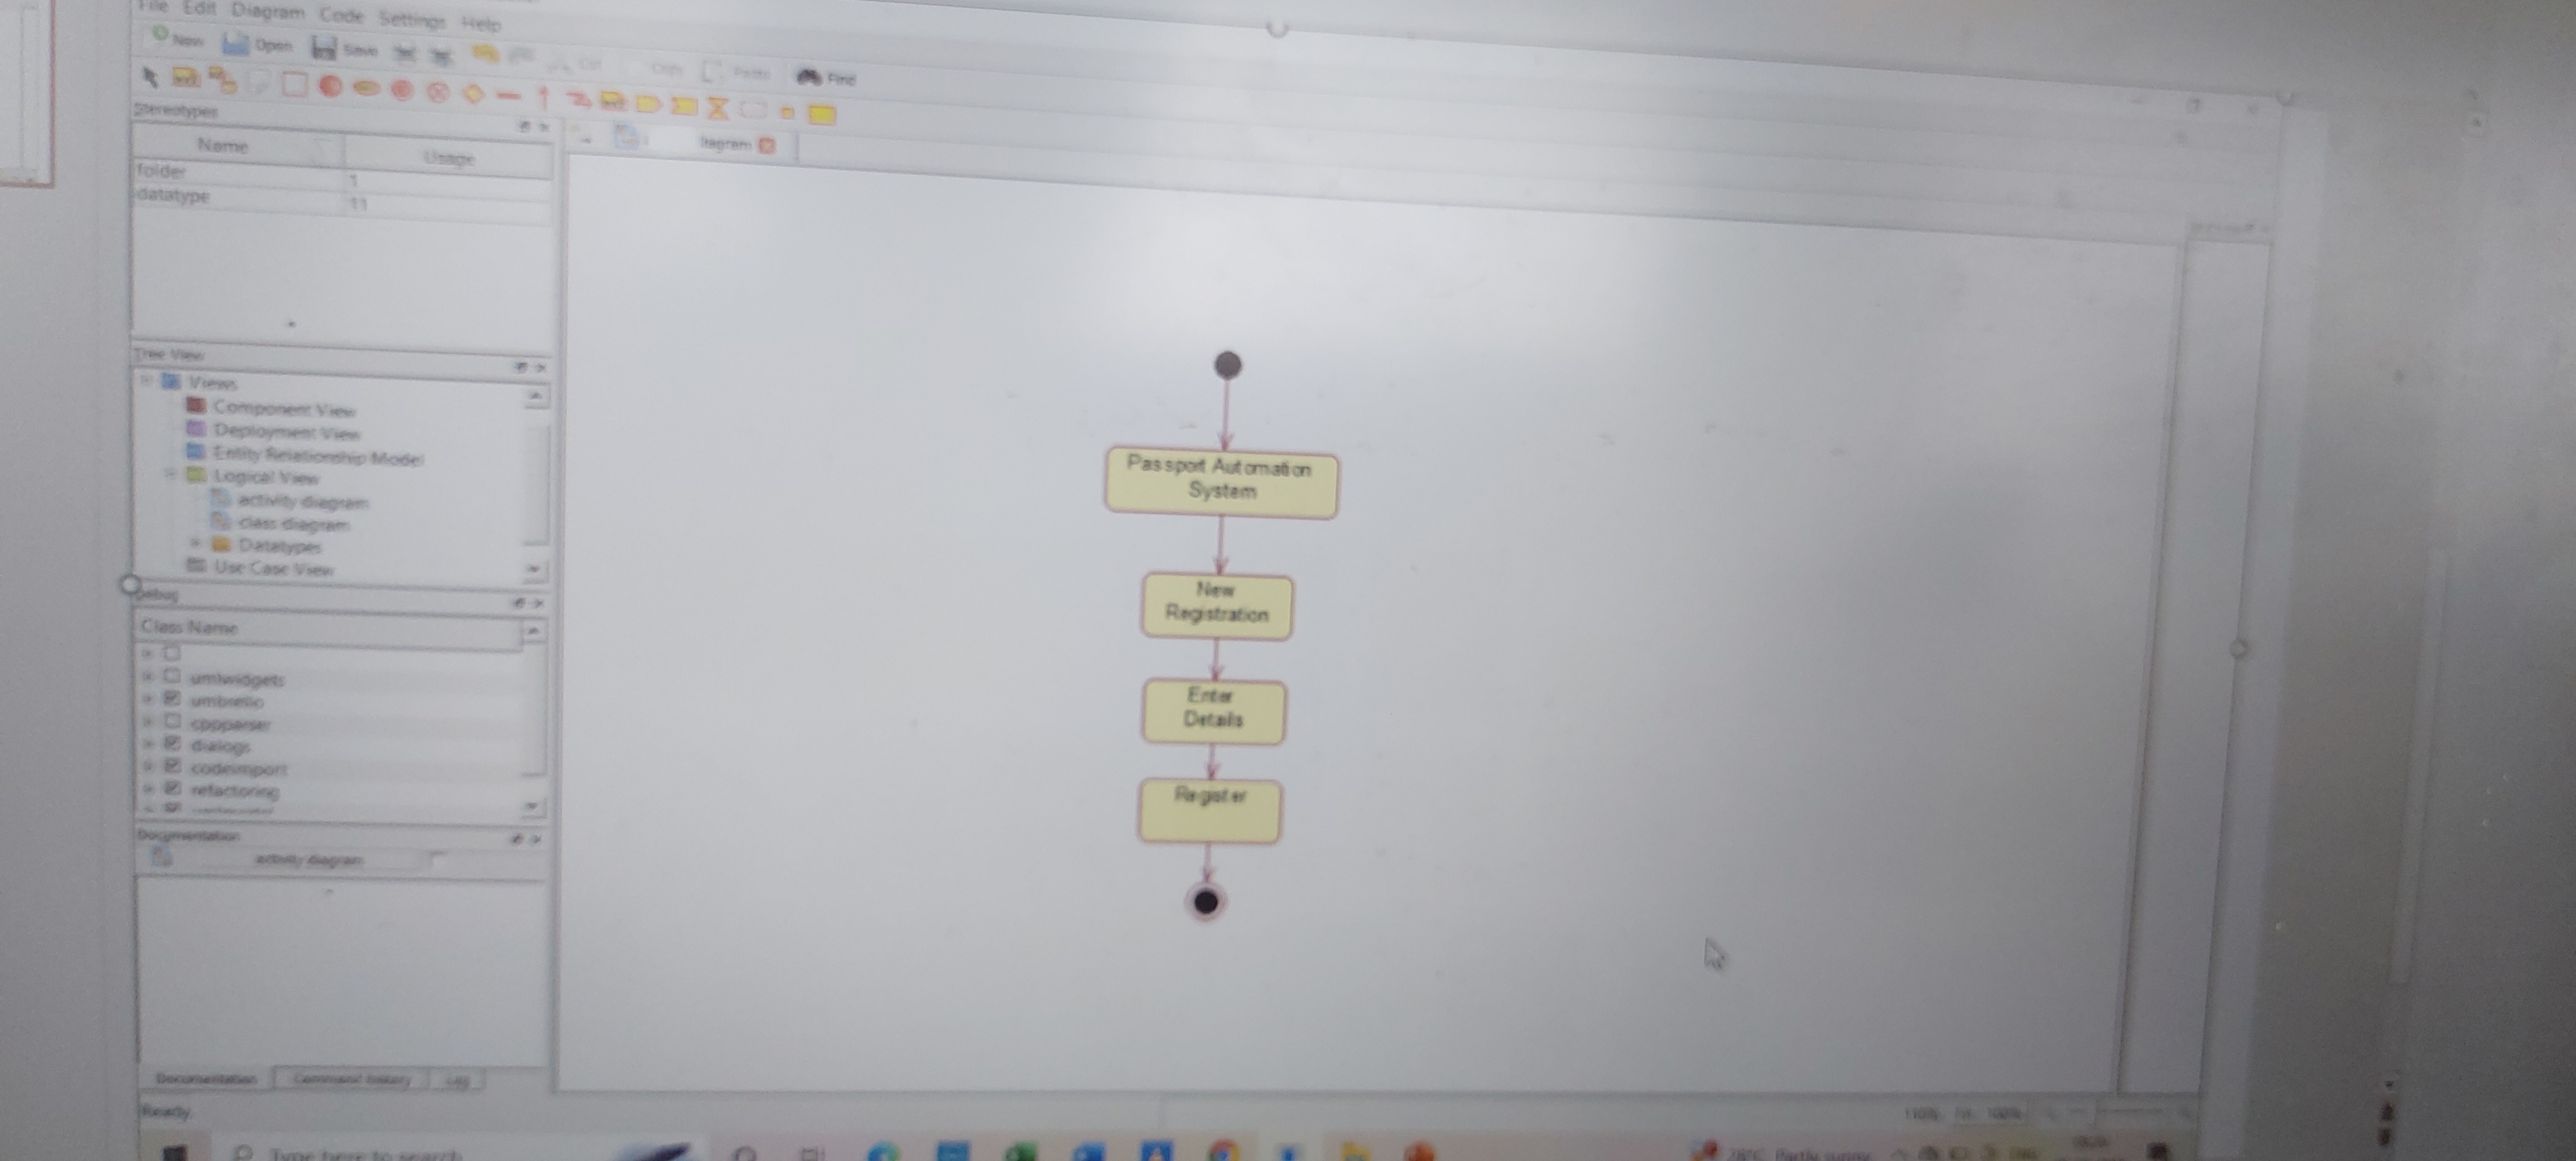 File Edit Diagram Code Settings Help
New Open Save Cut Copy Paste Find
Stereotypes
Name Usage
folder 1
datatype 11
Tree View
Views
Component View
Deployment View
Entity Relationship Model
Logical View
activity diagram
class diagram
Datatypes
Use Case View
Debug
Class Name
umlwidgets
umbrello
cppparser
dialogs
codeimport
refactoring
Documentation
activity diagram
Documentation Command history Log
Ready.
Type here to search
Passport Automation
System
New
Registration
Enter
Details
Register
28°C Partly sunny